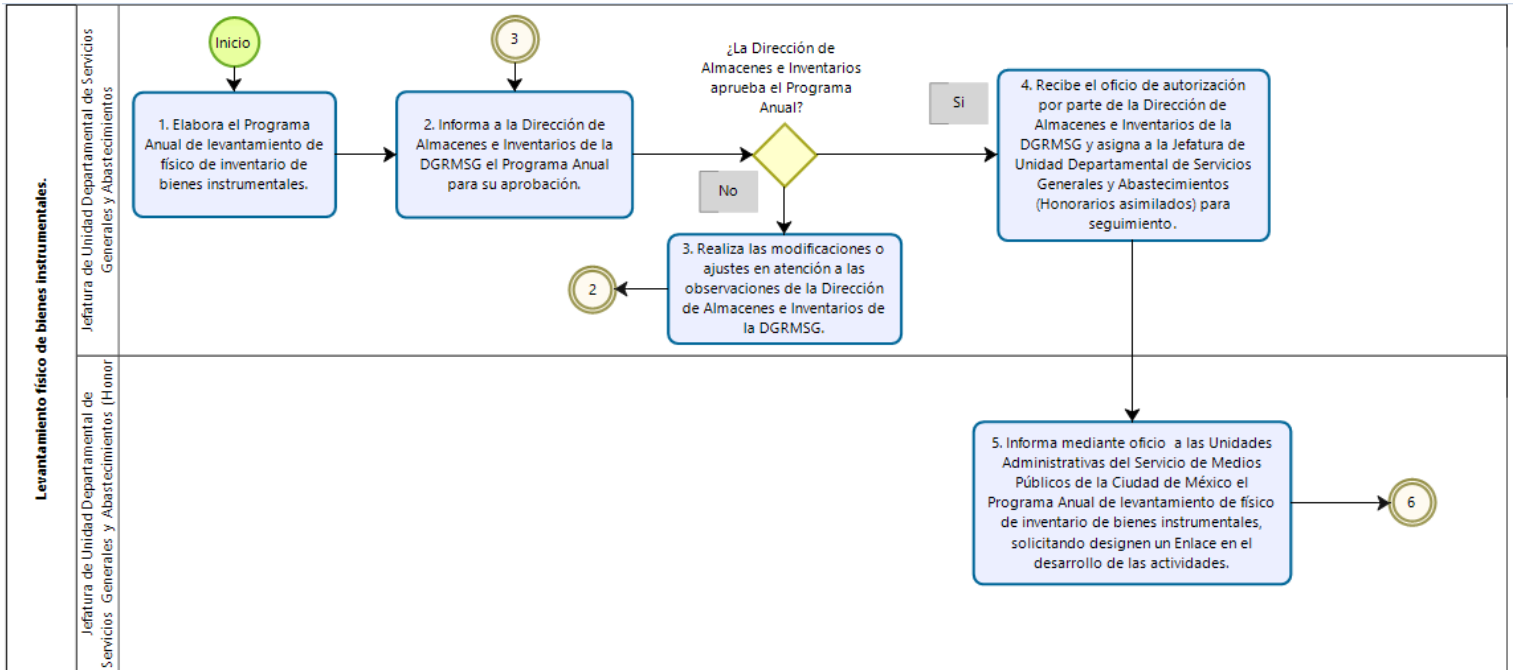 Levantamiento físico de bienes instrumentales.
Jefatura de Unidad Departamental de Servicios
Generales y Abastecimientos
Inicio
1. Elabora el Programa
Anual de levantamiento de
físico de inventario de
bienes instrumentales.
3
2. Informa a la Dirección de
Almacenes e Inventarios de la
DGRMSG el Programa Anual
para su aprobación.
¿La Dirección de
Almacenes e Inventarios
aprueba el Programa
Anual?
Si
No
4. Recibe el oficio de autorización
por parte de la Dirección de
Almacenes e Inventarios de la
DGRMSG y asigna a la Jefatura de
Unidad Departamental de Servicios
Generales y Abastecimientos
(Honorarios asimilados) para
seguimiento.
3. Realiza las modificaciones o
ajustes en atención a las
observaciones de la Dirección
de Almacenes e Inventarios de
la DGRMSG.
2
Jefatura de Unidad Departamental de
Servicios Generales y Abastecimientos (Honor
5. Informa mediante oficio a las Unidades
Administrativas del Servicio de Medios
Públicos de la Ciudad de México el
Programa Anual de levantamiento de físico
de inventario de bienes instrumentales,
solicitando designen un Enlace en el
desarrollo de las actividades.
6